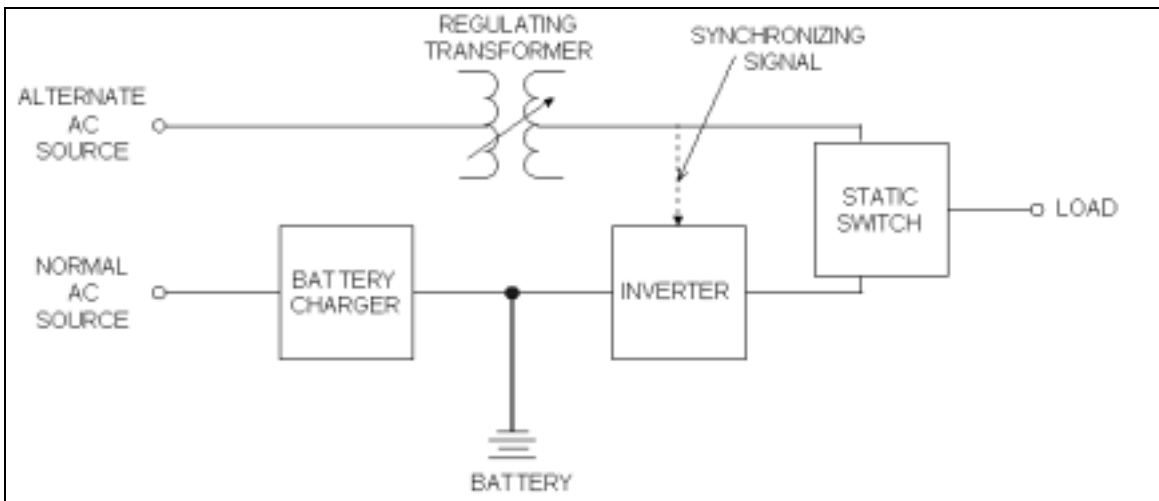 REGULATING
TRANSFORMER
SYNCHRONIZING
SIGNAL
ALTERNATE
AC
SOURCE
STATIC
SWITCH
LOAD
NORMAL
AC
SOURCE
BATTERY
CHARGER
INVERTER
BATTERY